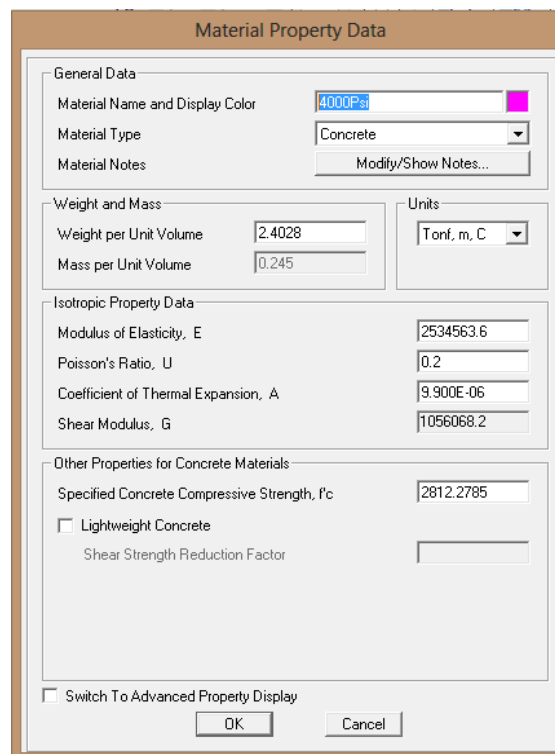 Material Property Data
General Data
Material Name and Display Color 4000Psi
Material Type Concrete
Material Notes Modify/Show Notes...
Weight and Mass
Weight per Unit Volume 2.4028
Mass per Unit Volume 0.245
Units
Tonf, m, C
Isotropic Property Data
Modulus of Elasticity, E 2534563.6
Poisson's Ratio, U 0.2
Coefficient of Thermal Expansion, A 9.900E-06
Shear Modulus, G 1056068.2
Other Properties for Concrete Materials
Specified Concrete Compressive Strength, f'c 2812.2785
Lightweight Concrete
Shear Strength Reduction Factor
Switch To Advanced Property Display
OK Cancel